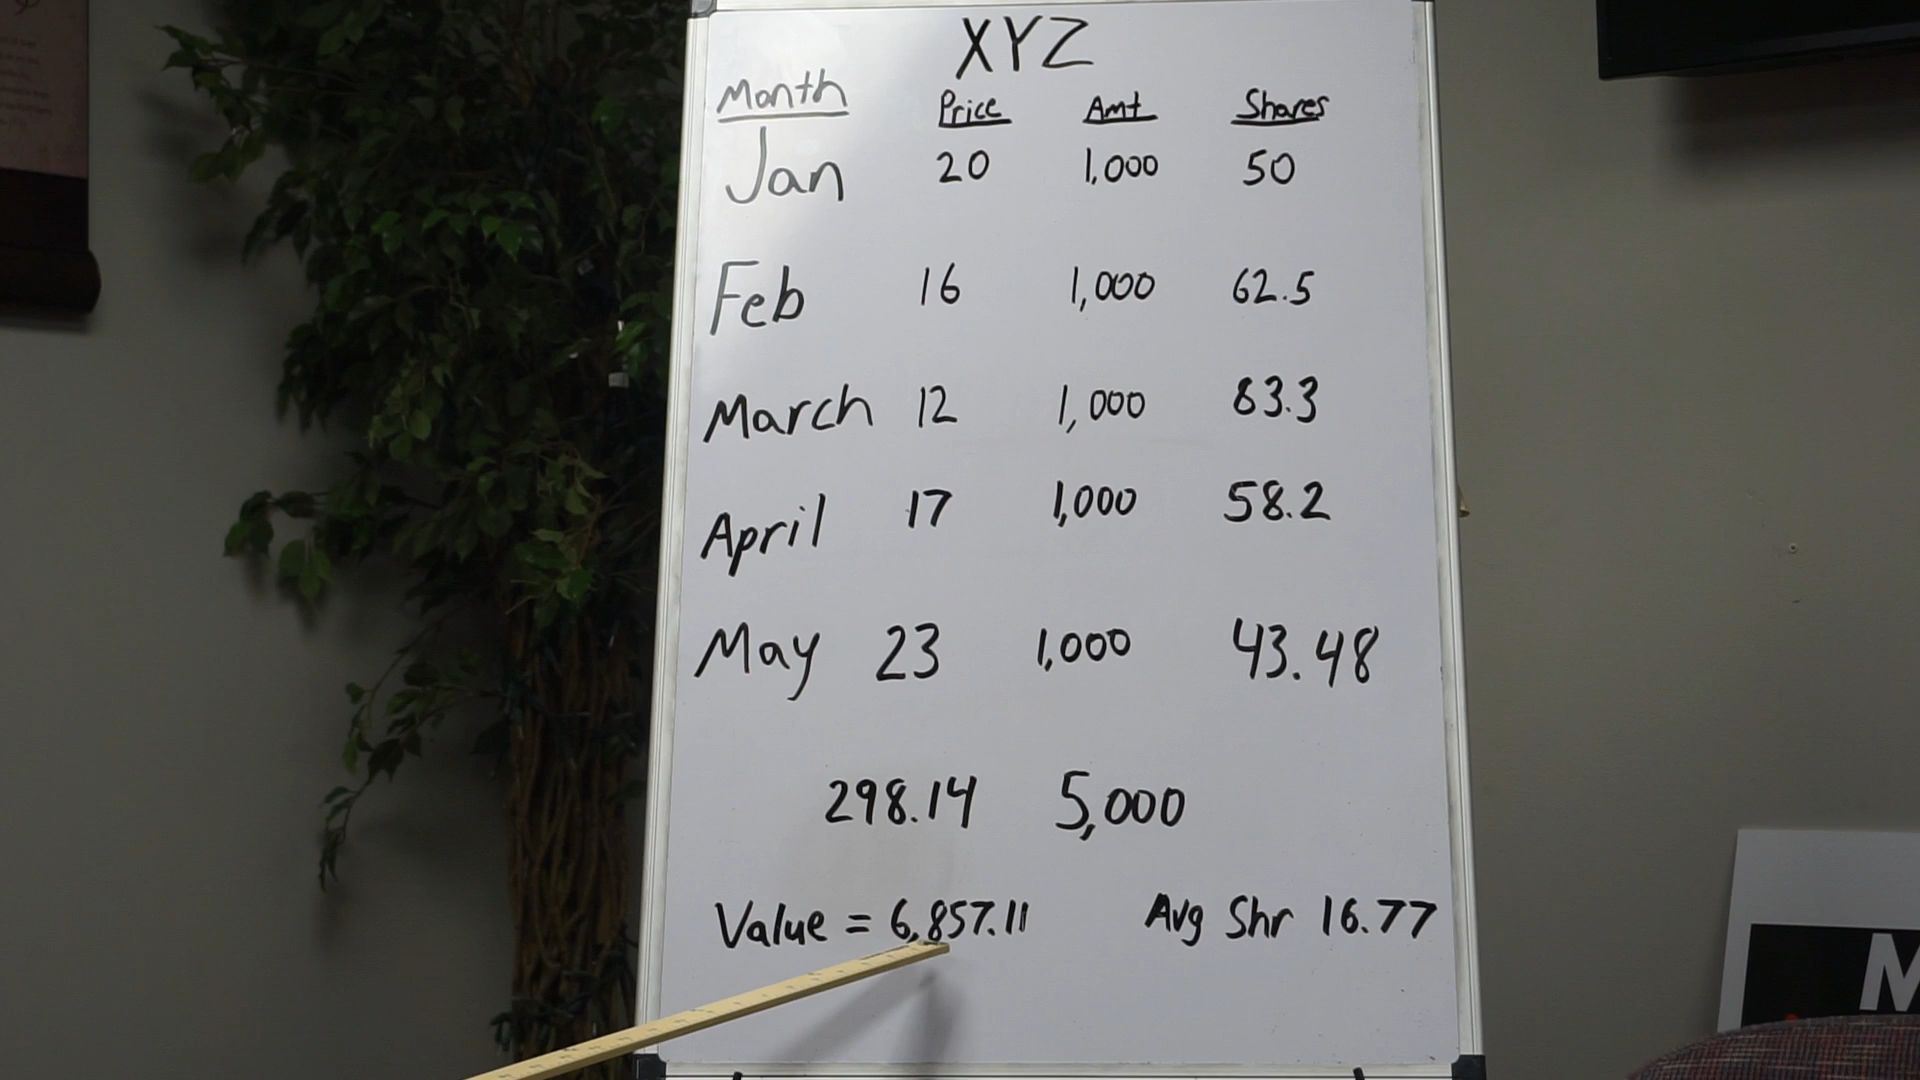 XYZ
Month Price Amt Shares
Jan 20 1,000 50
Feb 16 1,000 62.5
March 12 1,000 83.3
April 17 1,000 58.2
May 23 1,000 43.48
298.14 5,000
Value = 6,857.11 Avg Shr 16.77
M